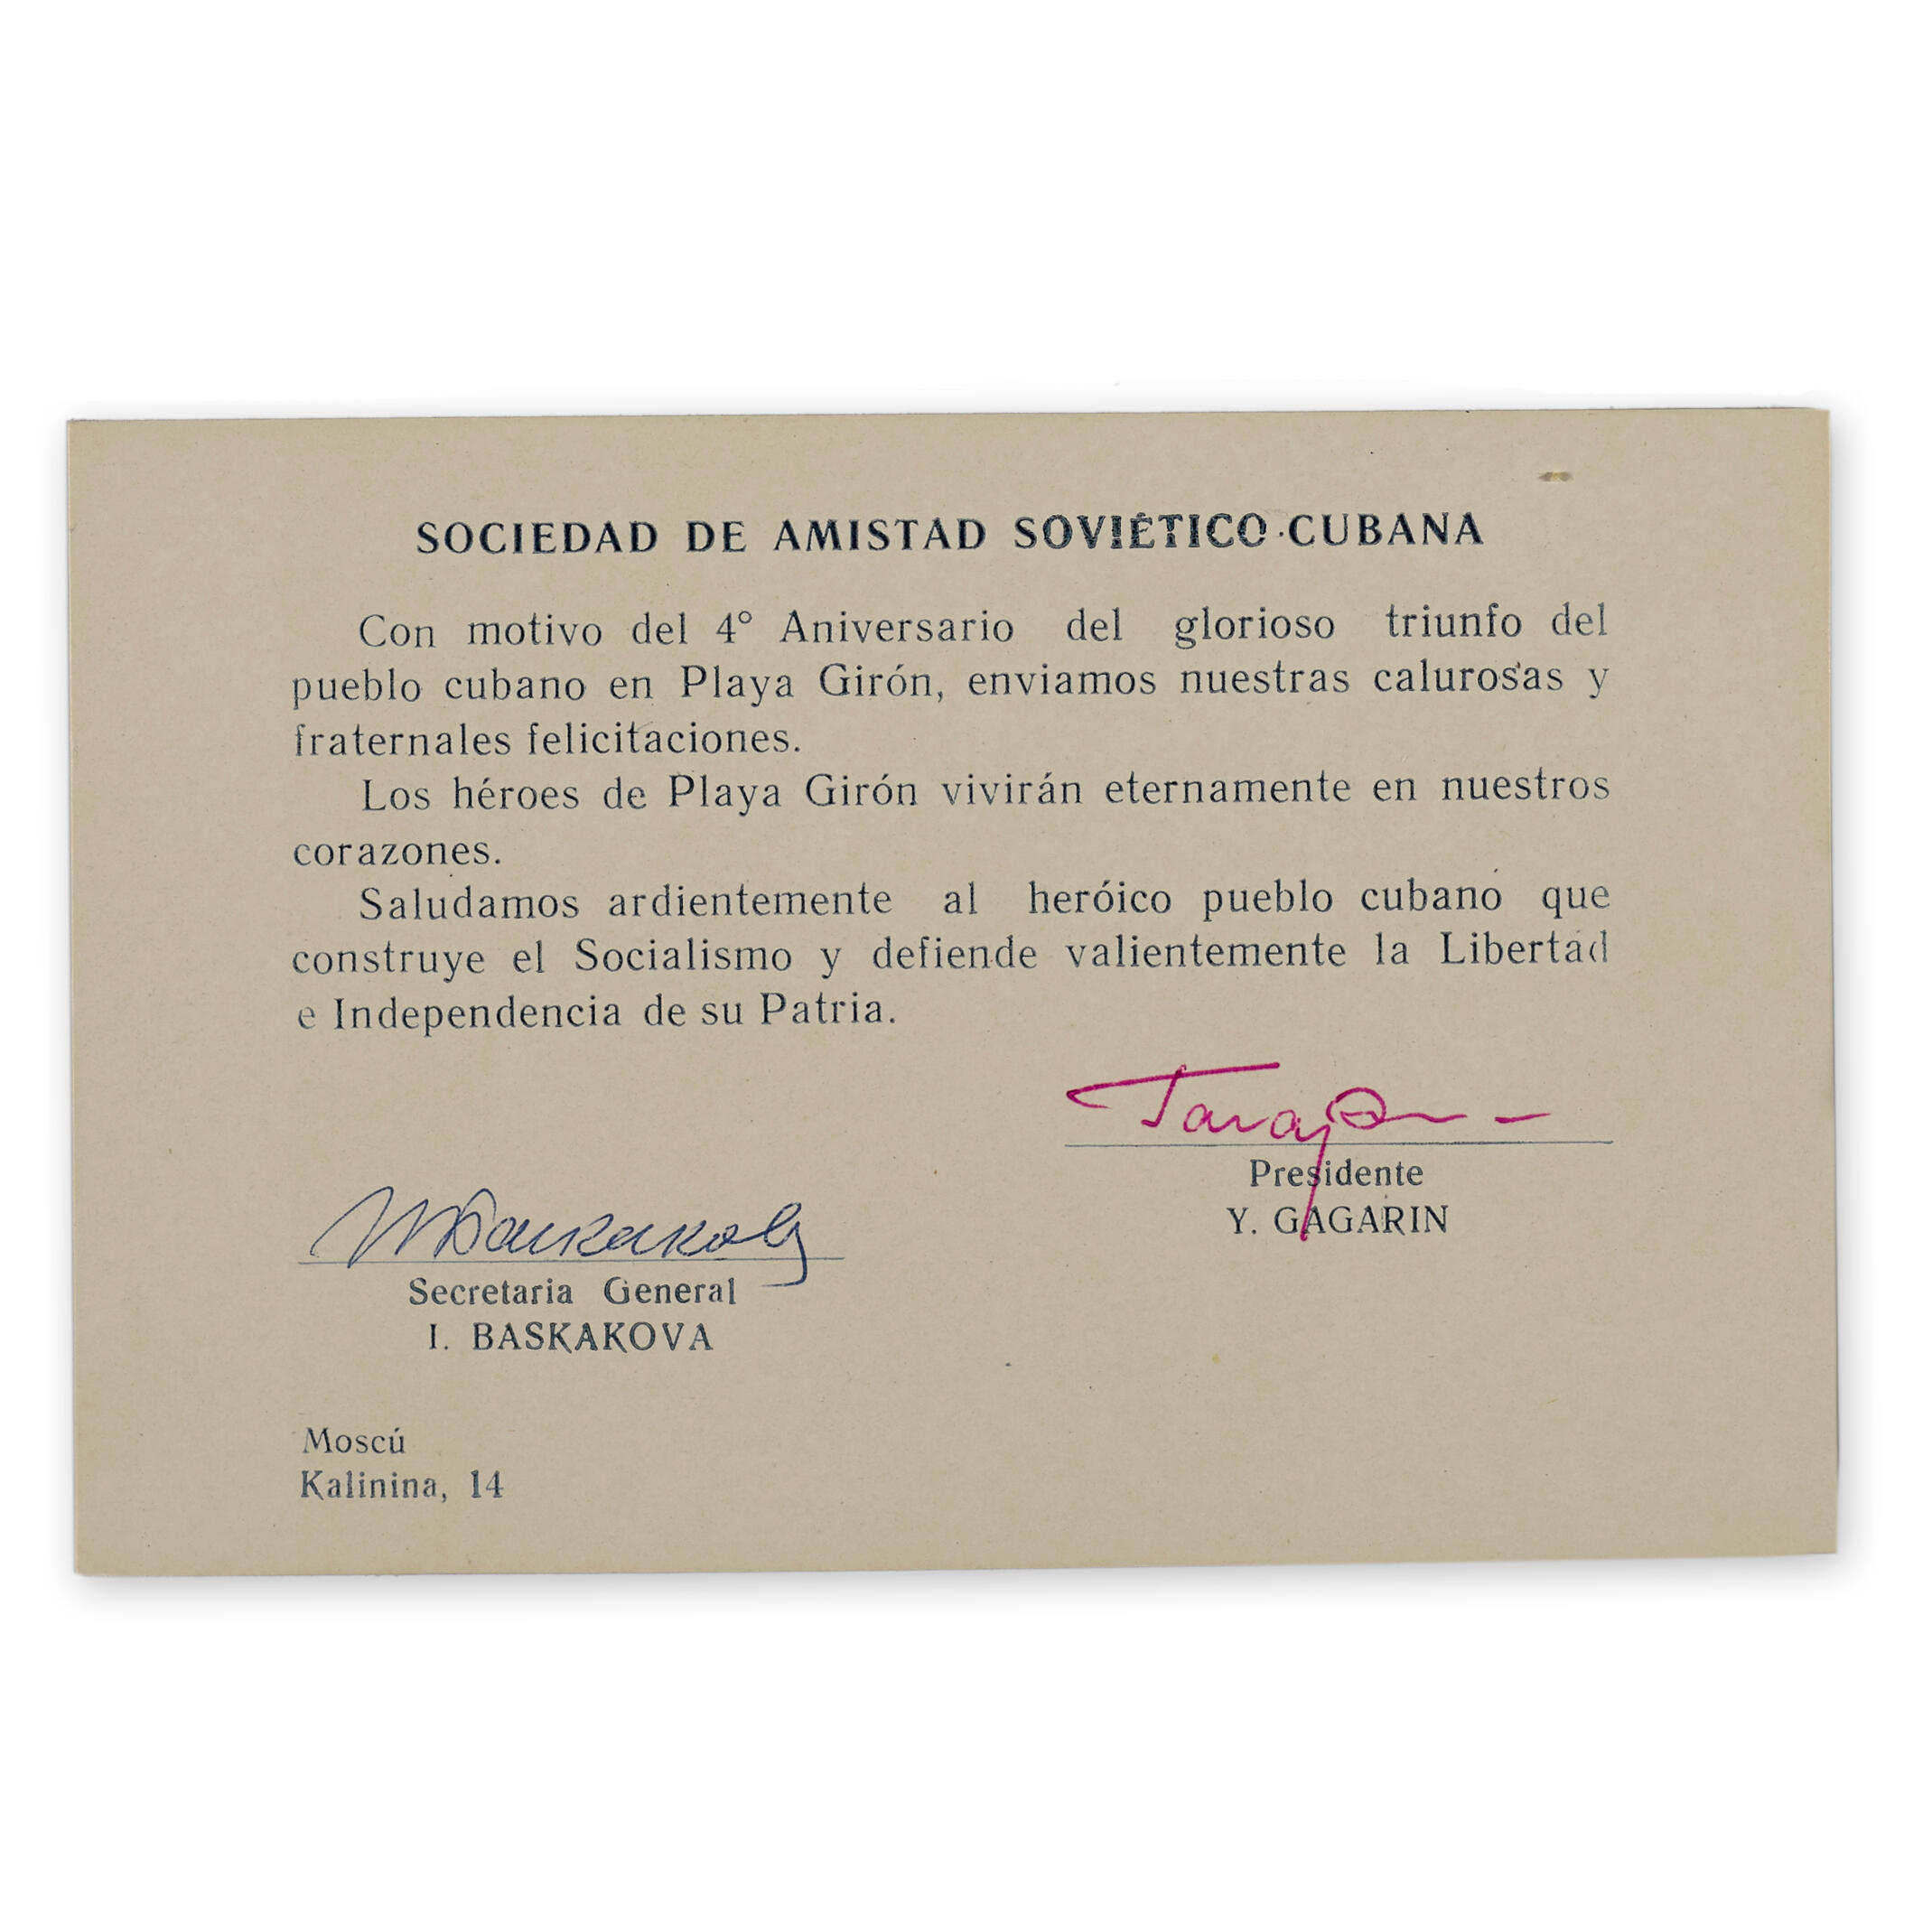 SOCIEDAD DE AMISTAD SOVIÉTICO-CUBANA
Con motivo del 4° Aniversario del glorioso triunfo del
pueblo cubano en Playa Girón, enviamos nuestras calurosas y
fraternales felicitaciones.
Los héroes de Playa Girón vivirán eternamente en nuestros
corazones.
Saludamos ardientemente al heróico pueblo cubano que
construye el Socialismo y defiende valientemente la Libertad
e Independencia de su Patria.
Presidente
Y. GAGARIN
ИБаскакова
Secretaria General
I. BASKAKOVA
Moscú
Kalinina, 14